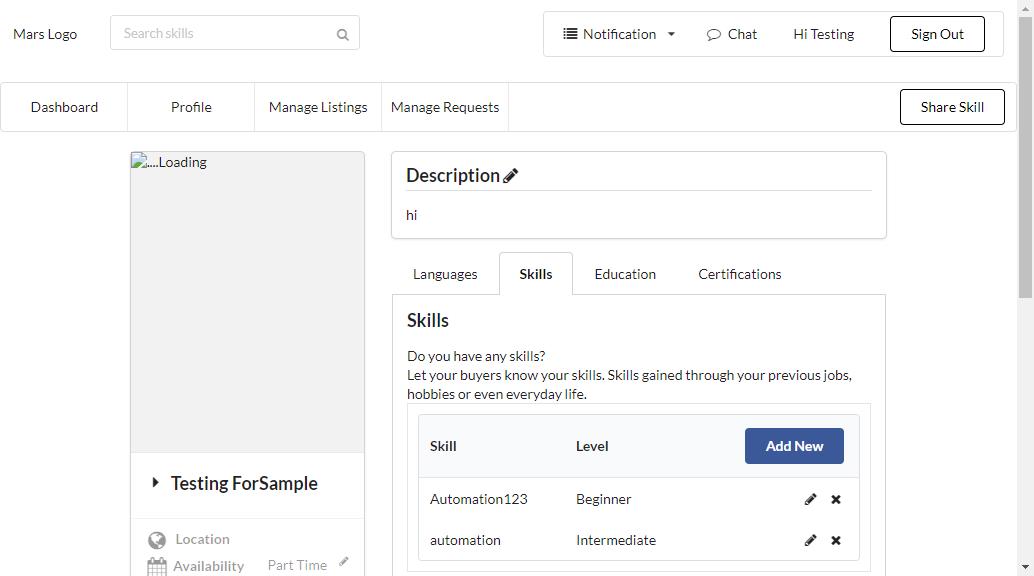 Mars Logo
Search skills
Notification
Chat
Hi Testing
Sign Out
Dashboard
Profile
Manage Listings
Manage Requests
Share Skill
....Loading
Testing ForSample
Location
Availability
Part Time
Description
hi
Languages
Skills
Education
Certifications
Skills
Do you have any skills?
Let your buyers know your skills. Skills gained through your previous jobs,
hobbies or even everyday life.
Skill Level Add New
Automation123 Beginner
automation Intermediate